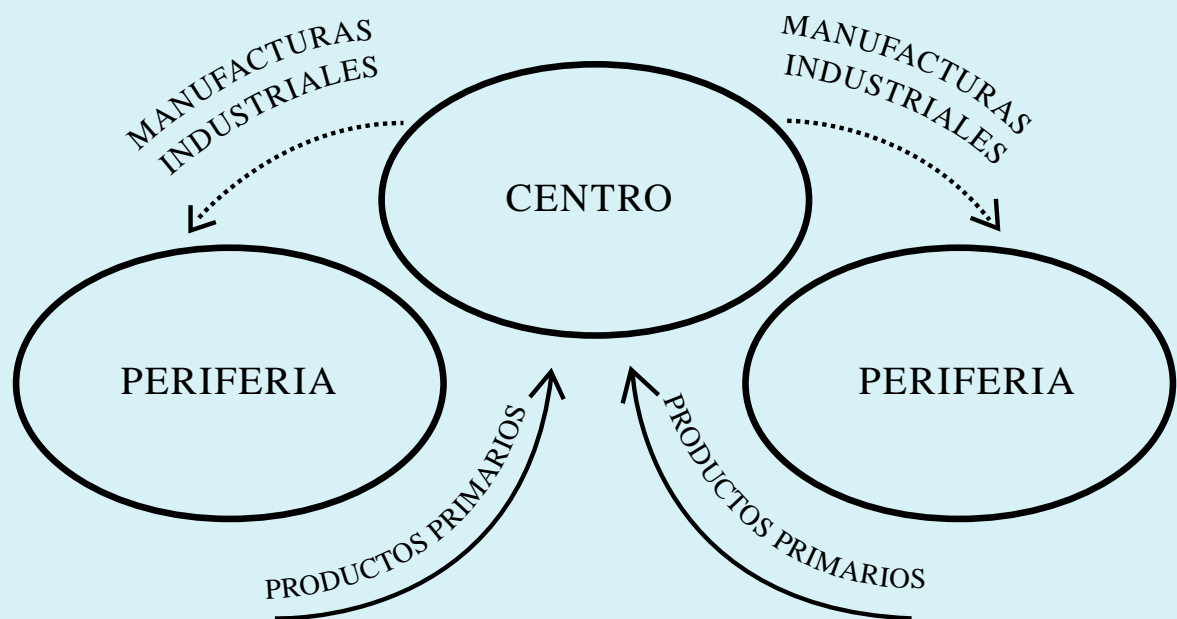 MANUFACTURAS
INDUSTRIALES
MANUFACTURAS
INDUSTRIALES
CENTRO
PERIFERIA
PERIFERIA
PRODUCTOS PRIMARIOS
PRODUCTOS PRIMARIOS